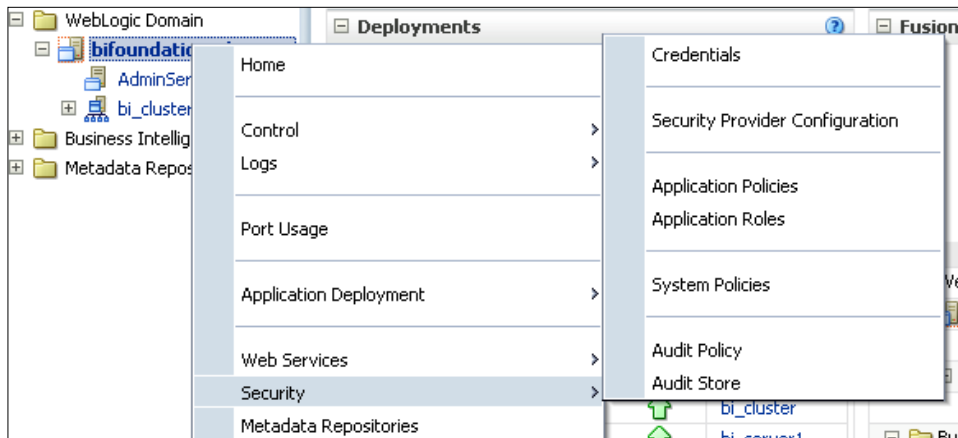 WebLogic Domain
Deployments
Fusion
Home
AdminSer
bi_cluster
Control
Business Intellig
Logs
Metadata Repos
Port Usage
Application Deployment
Web Services
Security
Metadata Repositories
Credentials
Security Provider Configuration
Application Policies
Application Roles
System Policies
Audit Policy
Audit Store
bi_cluster